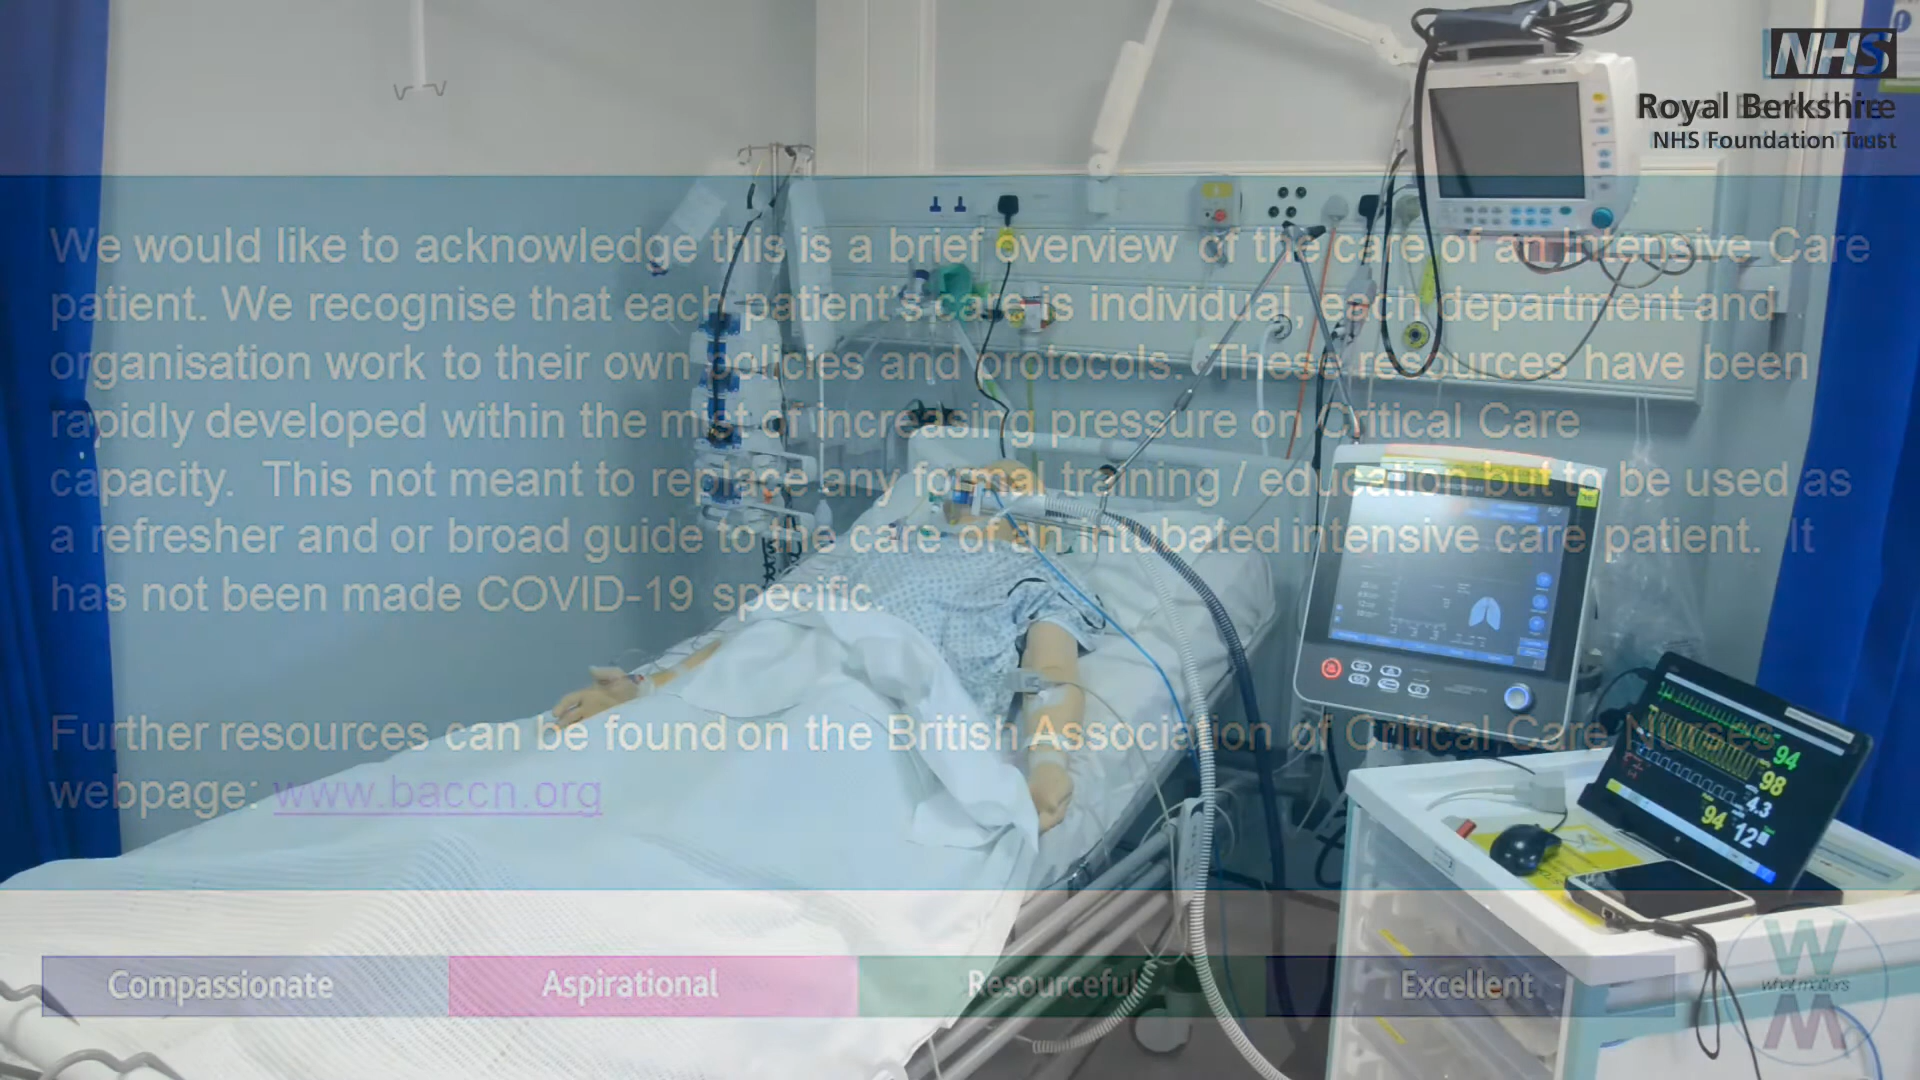 NHS
Royal Berkshire
NHS Foundation Trust
We would like to acknowledge this is a brief overview of the care of an Intensive Care
patient. We recognise that each patient's care is individual, each department and
organisation work to their own policies and protocols. These resources have been
rapidly developed within the mist of increasing pressure on Critical Care
capacity. This not meant to replace any formal training / education but to be used as
a refresher and or broad guide to the care of an intubated intensive care patient. It
has not been made COVID-19 specific.
Further resources can be found on the British Association of Critical Care Nurses
webpage: www.baccn.org
94
98
4.3
94 12
Compassionate Aspirational Resourceful Excellent
W
what matters
M